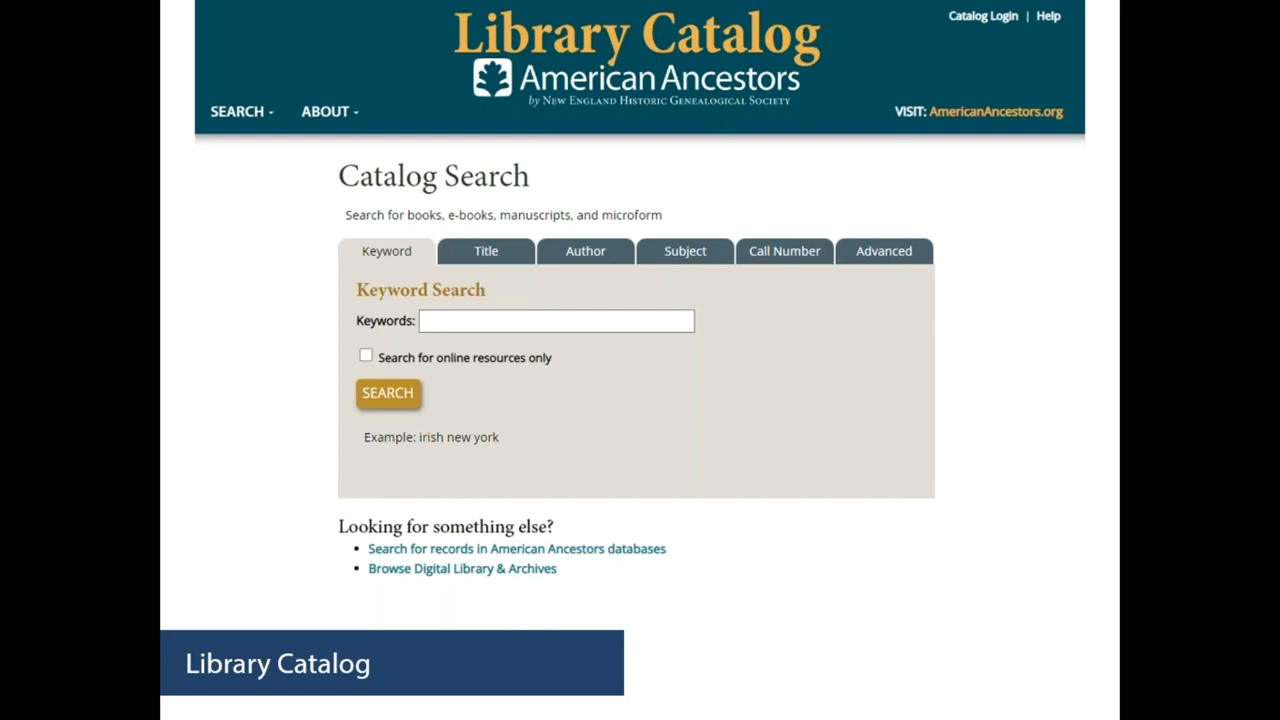 Library Catalog
Catalog Login | Help
American Ancestors
by NEW ENGLAND HISTORIC GENEALOGICAL SOCIETY
SEARCH ABOUT VISIT: AmericanAncestors.org
Catalog Search
Search for books, e-books, manuscripts, and microform
Keyword Title Author Subject Call Number Advanced
Keyword Search
Keywords:
Search for online resources only
SEARCH
Example: irish new york
Looking for something else?
• Search for records in American Ancestors databases
• Browse Digital Library & Archives
Library Catalog